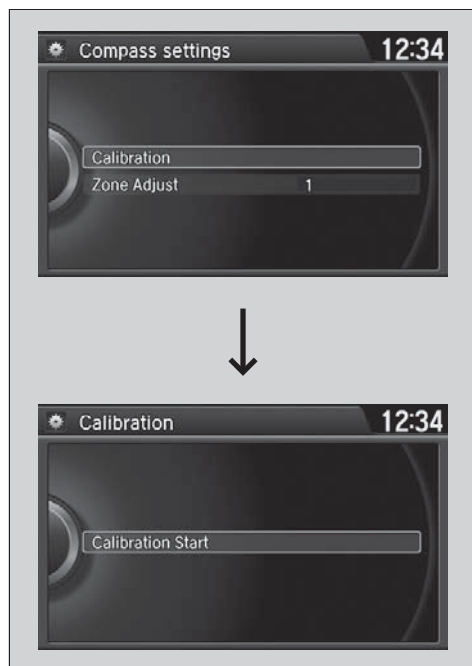 Compass settings 12:34
Calibration
Zone Adjust 1
Calibration 12:34
Calibration Start